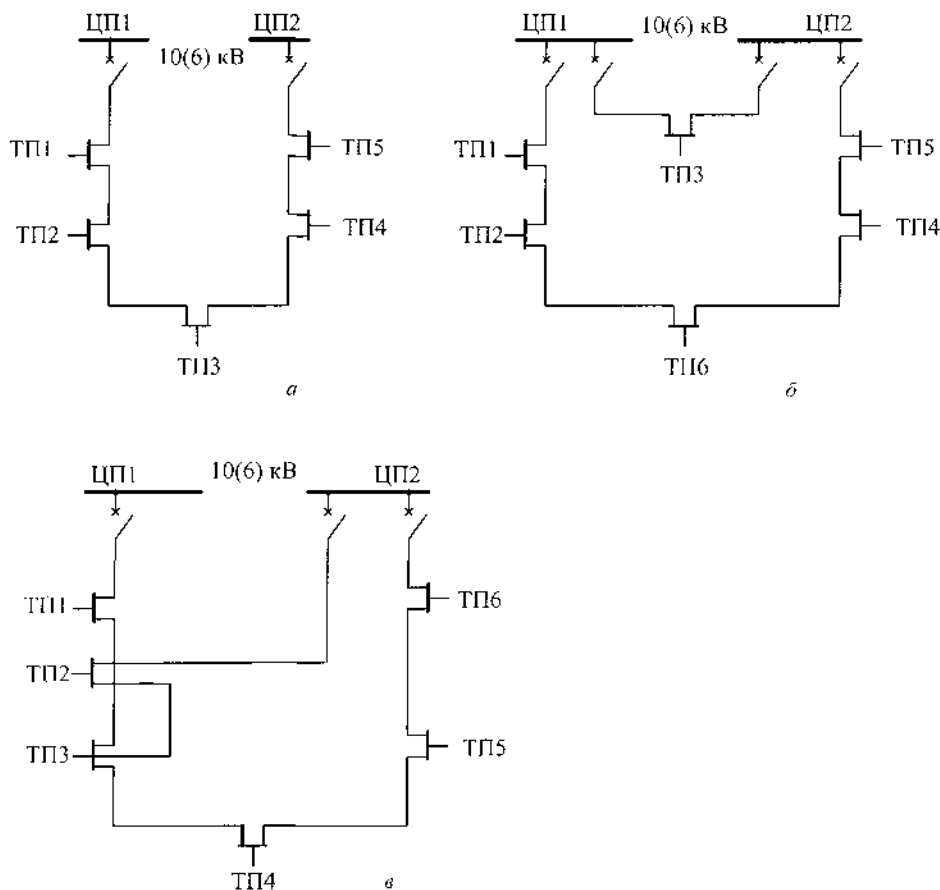 ЦП1 ЦП2
10(6) кВ
ТП1 ТП5
ТП2 ТП4
ТП3
а
ЦП1 10(6) кВ ЦП2
ТП1 ТП3 ТП5
ТП2 ТП4
ТП6
б
ЦП1 10(6) кВ ЦП2
ТП1 ТП6
ТП2
ТП3 ТП5
ТП4
в